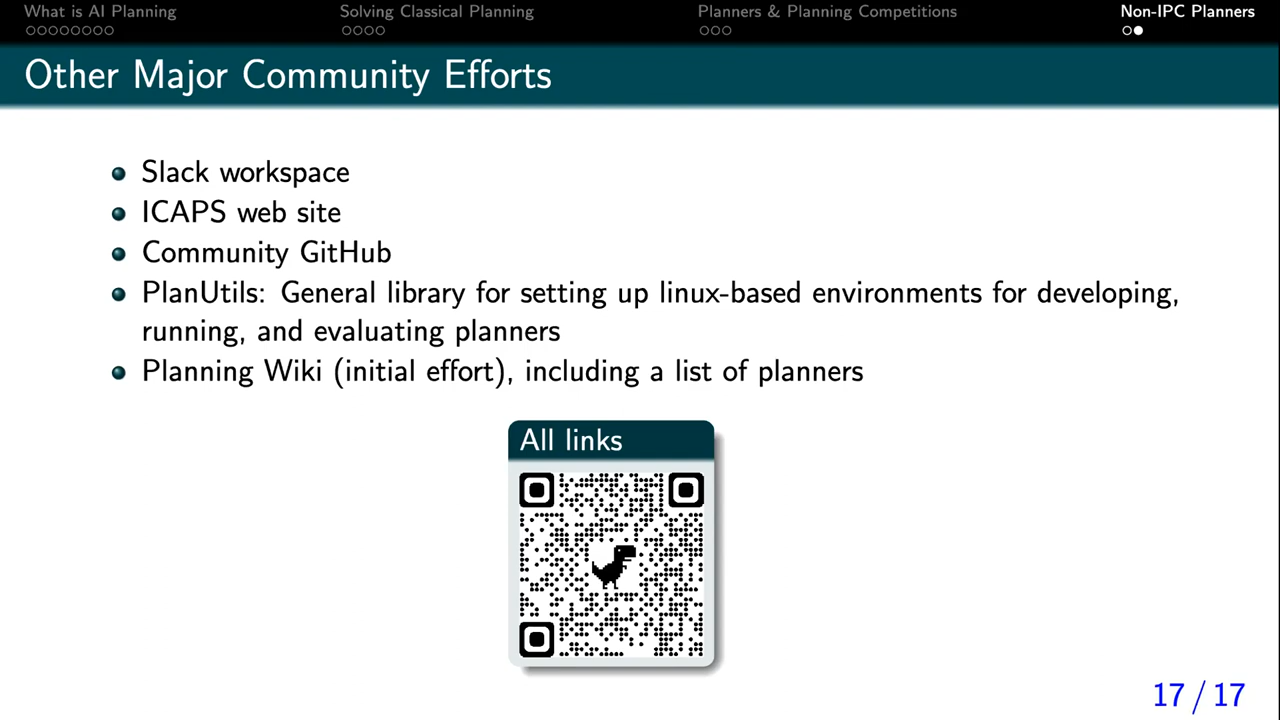 What is AI Planning
Solving Classical Planning
Planners & Planning Competitions
Non-IPC Planners
Other Major Community Efforts
Slack workspace
ICAPS web site
Community GitHub
PlanUtils: General library for setting up linux-based environments for developing,
running, and evaluating planners
Planning Wiki (initial effort), including a list of planners
All links
17 / 17